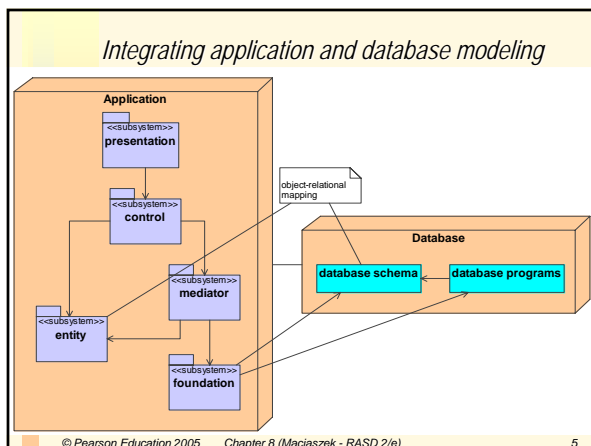 Integrating application and database modeling
Application
<<subsystem>>
presentation
<<subsystem>>
control
<<subsystem>>
mediator
<<subsystem>>
entity
<<subsystem>>
foundation
object-relational
mapping
Database
database schema
database programs
© Pearson Education 2005 Chapter 8 (Maciaszek - RASD 2/e) 5